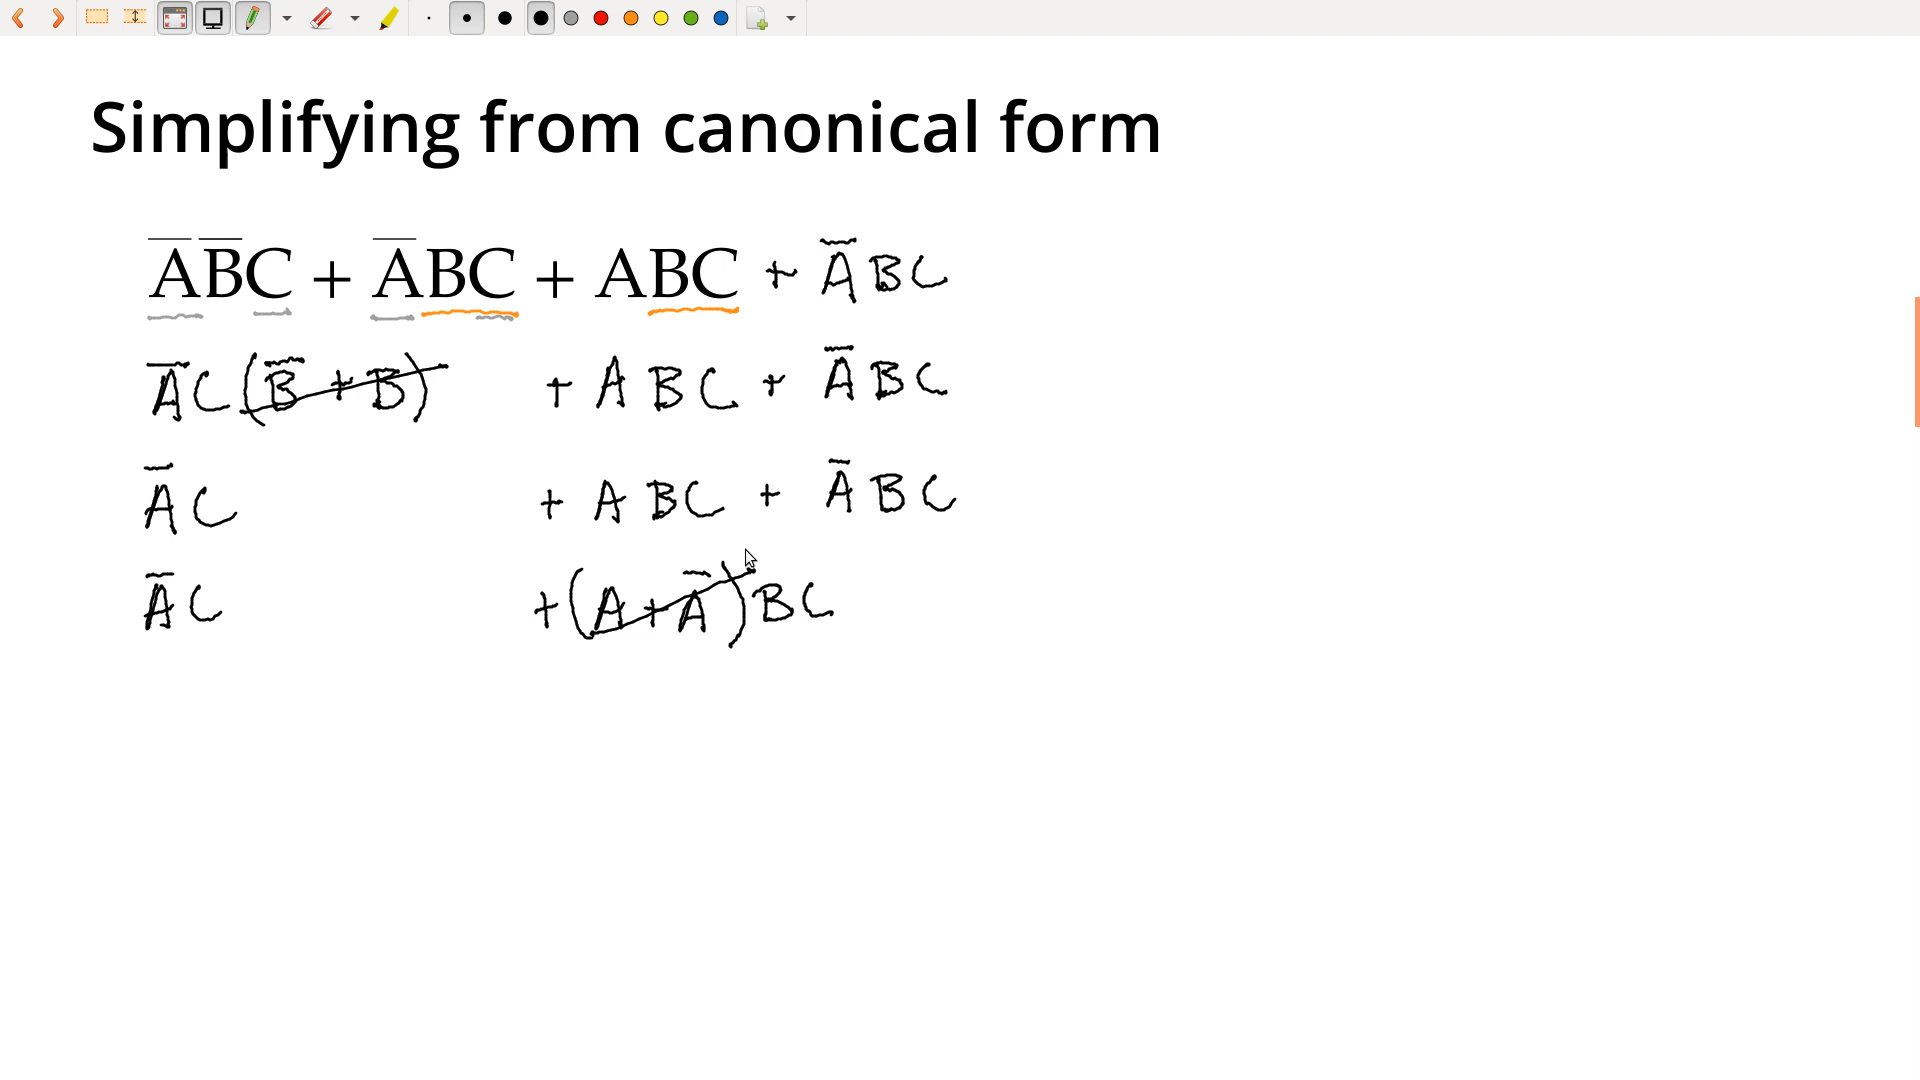 Simplifying from canonical form
A̅B̅C + A̅BC + ABC + A̅BC
A̅C(B̅+B) + ABC + A̅BC
A̅C + ABC + A̅BC
A̅C +(A+A̅)BC